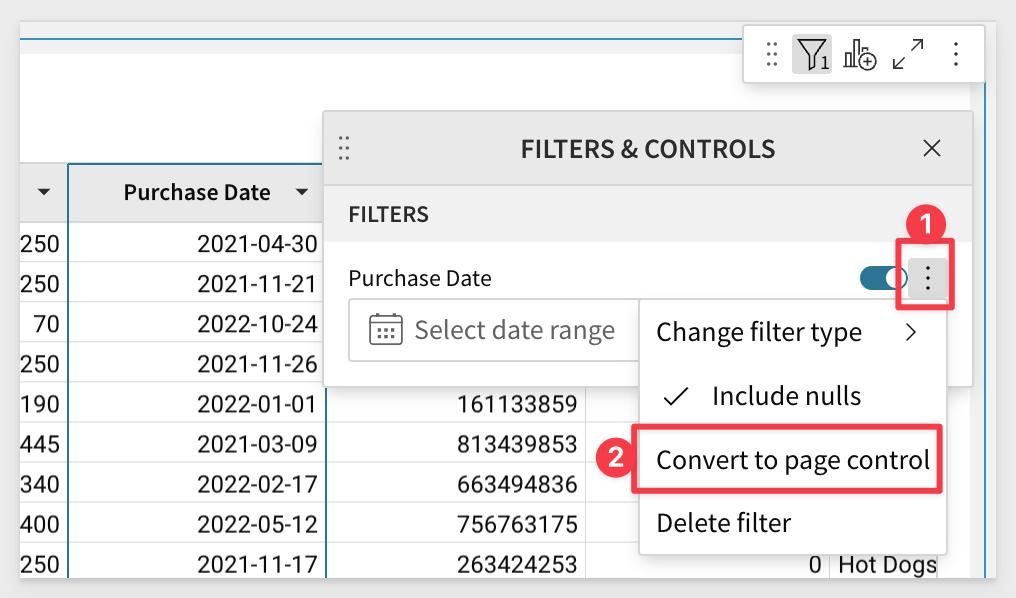 1
FILTERS & CONTROLS
Purchase Date
FILTERS
1
250 2021-04-30
Purchase Date
250 2021-11-21
Select date range
Change filter type
70 2022-10-24
250 2021-11-26
Include nulls
190 2022-01-01 161133859
445 2021-03-09 813439853
2 Convert to page control
340 2022-02-17 663494836
400 2022-05-12 756763175
Delete filter
250 2021-11-17 263424253 0 Hot Dogs